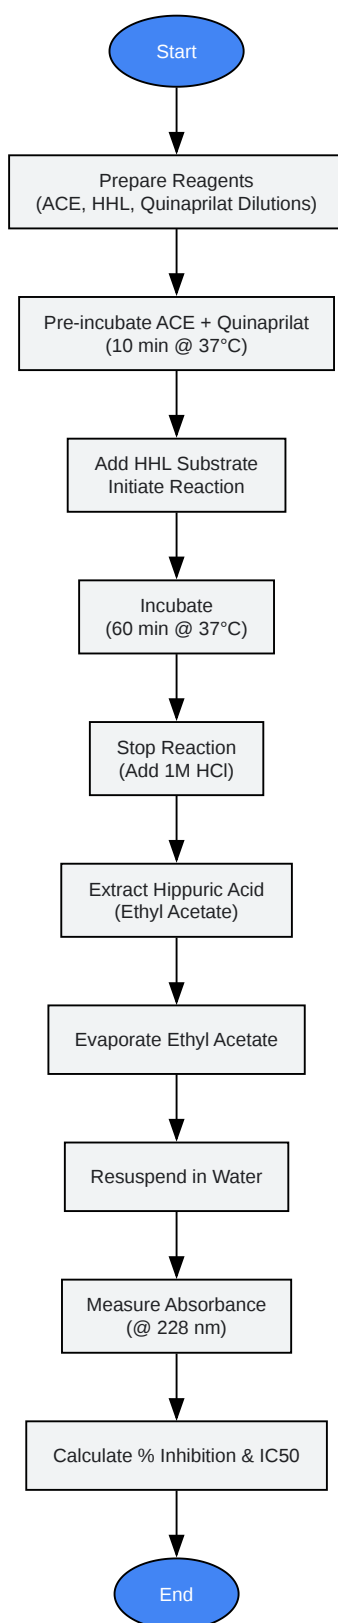 Start
Prepare Reagents
(ACE, HHL, Quinaprilat Dilutions)
Pre-incubate ACE + Quinaprilat
(10 min @ 37°C)
Add HHL Substrate
Initiate Reaction
Incubate
(60 min @ 37°C)
Stop Reaction
(Add 1M HCl)
Extract Hippuric Acid
(Ethyl Acetate)
Evaporate Ethyl Acetate
Resuspend in Water
Measure Absorbance
(@ 228 nm)
Calculate % Inhibition & IC50
End